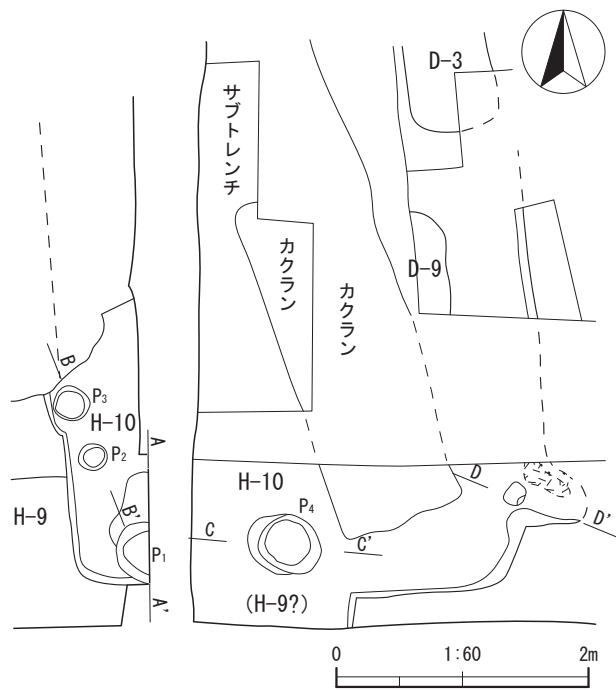 D-3
サブトレンチ
カクラン
カクラン
D-9
B
P3
H-10
P2
A
H-10
D
H-9
B'
P4
D'
P1
C
C'
(H-9?)
A'
0
1:60
2m